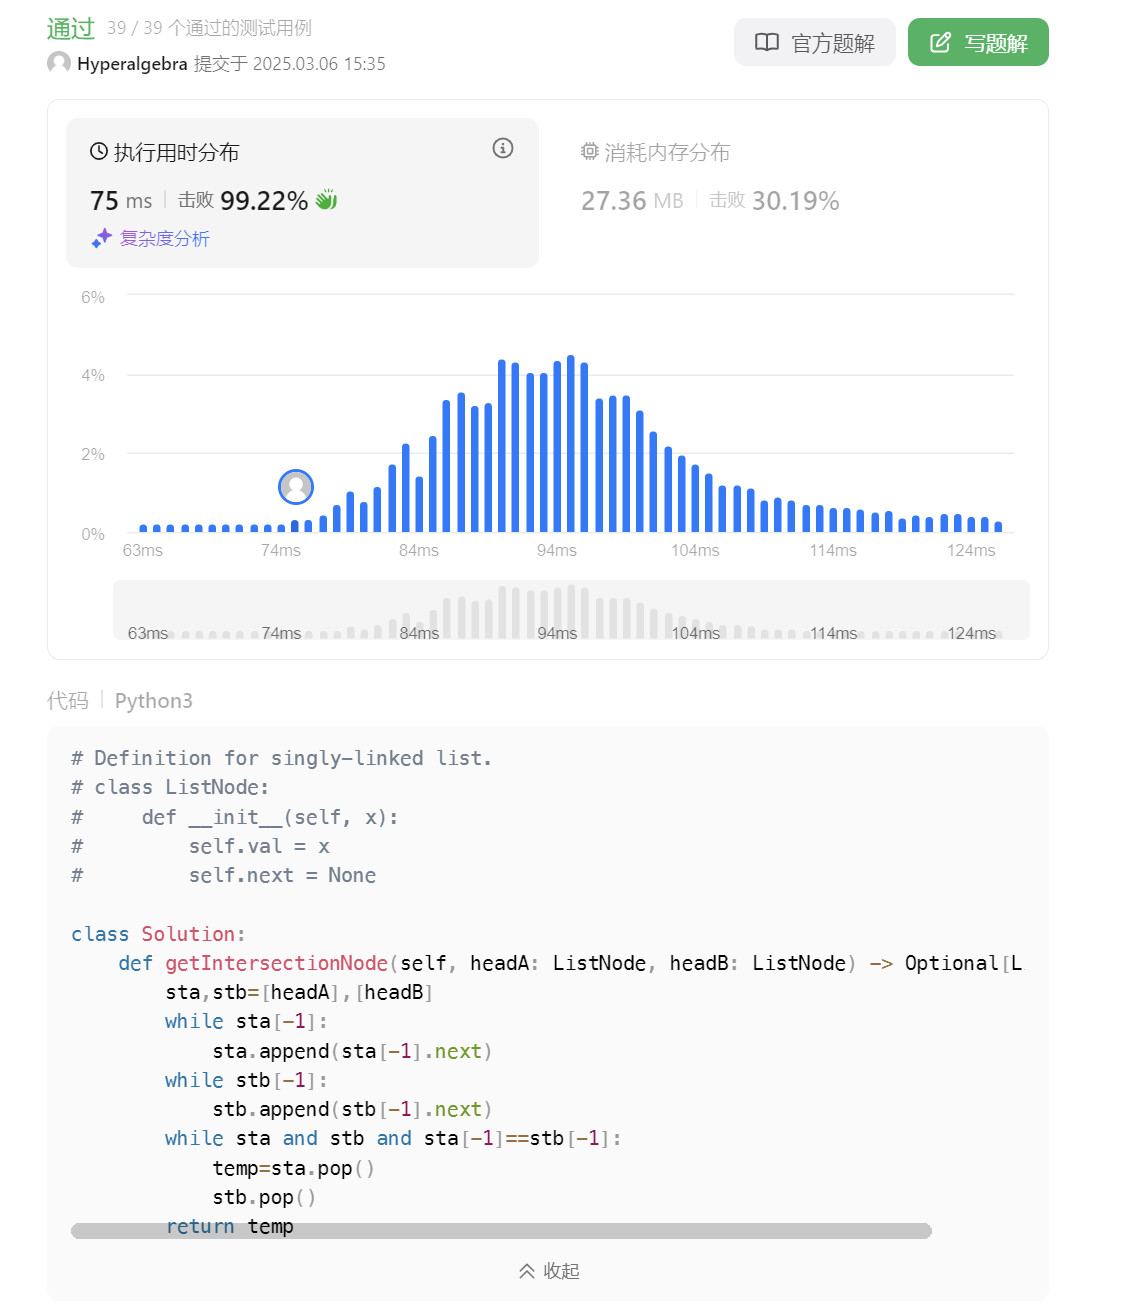 通过 39 / 39 个通过的测试用例
Hyperalgebra 提交于 2025.03.06 15:35
官方题解
写题解
执行用时分布
75 ms 击败 99.22%
复杂度分析
消耗内存分布
27.36 MB 击败 30.19%
6%
4%
2%
0%
63ms 74ms 84ms 94ms 104ms 114ms 124ms
63ms 74ms 84ms 94ms 104ms 114ms 124ms
代码 Python3
# Definition for singly-linked list.
# class ListNode:
#     def __init__(self, x):
#         self.val = x
#         self.next = None
class Solution:
    def getIntersectionNode(self, headA: ListNode, headB: ListNode) -> Optional[L
        sta,stb=[headA],[headB]
        while sta[-1]:
            sta.append(sta[-1].next)
        while stb[-1]:
            stb.append(stb[-1].next)
        while sta and stb and sta[-1]==stb[-1]:
            temp=sta.pop()
            stb.pop()
        return temp
收起